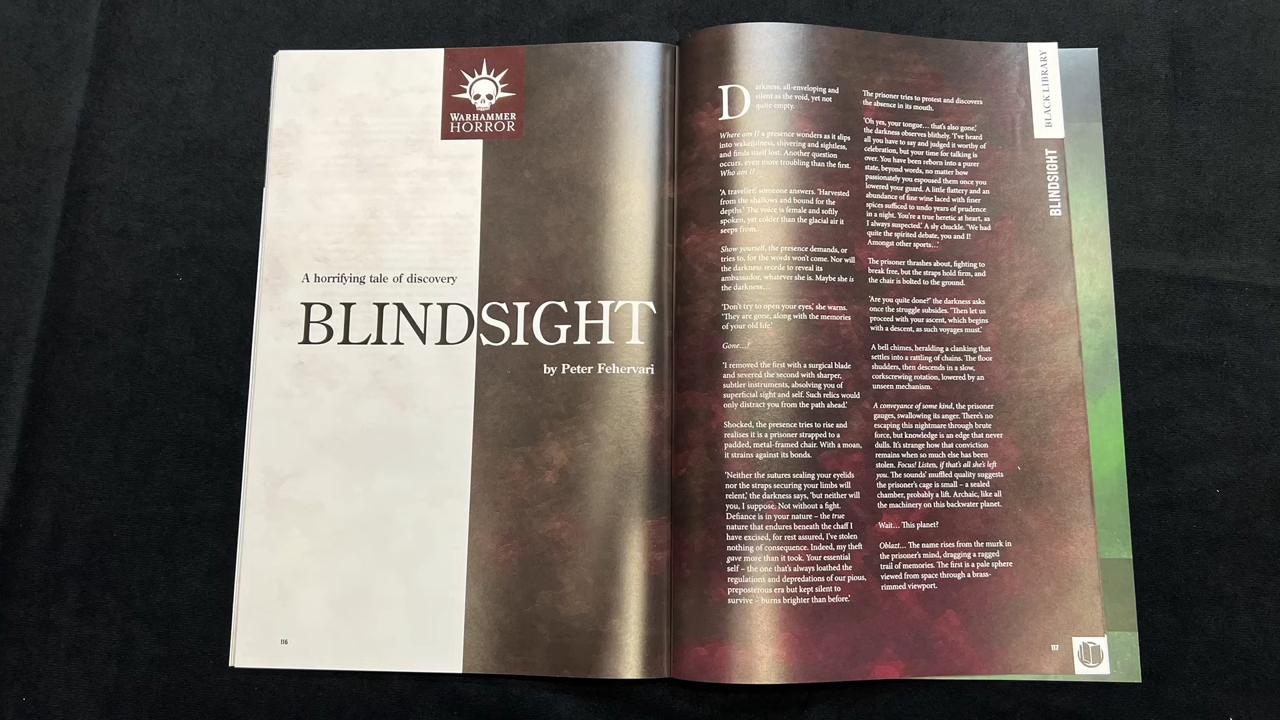 WARHAMMER
HORROR
A horrifying tale of discovery
BLINDSIGHT
by Peter Fehervari
116
Darkness, all-enveloping and
silent as the void, yet not
quite empty.
Where am I? a presence wonders as it slips
into wakefulness, shivering and sightless,
and finds itself lost. Another question
occurs, even more troubling than the first.
Who am I?
'A traveller,' someone answers. 'Harvested
from the shallows and bound for the
depths.' The voice is female and softly
spoken, yet colder than the glacial air it
seeps from.
Show yourself, the presence demands, or
tries to, for the words won't come. Nor will
the darkness recede to reveal its
ambassador, whatever she is. Maybe she is
the darkness…
'Don't try to open your eyes,' she warns.
'They are gone, along with the memories
of your old life.'
Gone…?
'I removed the first with a surgical blade
and severed the second with sharper,
subtler instruments, absolving you of
superficial sight and self. Such relics would
only distract you from the path ahead.'
Shocked, the presence tries to rise and
realises it is a prisoner strapped to a
padded, metal-framed chair. With a moan,
it strains against its bonds.
'Neither the sutures sealing your eyelids
nor the straps securing your limbs will
relent,' the darkness says, 'but neither will
you, I suppose. Not without a fight.
Defiance is in your nature – the true
nature that endures beneath the chaff I
have excised, for rest assured, I've stolen
nothing of consequence. Indeed, my theft
gave more than it took. Your essential
self – the one that's always loathed the
regulations and depredations of our pious,
preposterous era but kept silent to
survive – burns brighter than before.'
The prisoner tries to protest and discovers
the absence in its mouth.
'Oh yes, your tongue… that's also gone,'
the darkness observes blithely. 'I've heard
all you have to say and judged it worthy of
celebration, but your time for talking is
over. You have been reborn into a purer
state, beyond words, no matter how
passionately you espoused them once you
lowered your guard. A little flattery and an
abundance of fine wine laced with finer
spices sufficed to undo years of prudence
in a night. You're a true heretic at heart, as
I always suspected.' A sly chuckle. 'We had
quite the spirited debate, you and I!
Amongst other sports…'
The prisoner thrashes about, fighting to
break free, but the straps hold firm, and
the chair is bolted to the ground.
'Are you quite done?' the darkness asks
once the struggle subsides. 'Then let us
proceed with your ascent, which begins
with a descent, as such voyages must.'
A bell chimes, heralding a clanking that
settles into a rattling of chains. The floor
shudders, then descends in a slow,
corkscrewing rotation, lowered by an
unseen mechanism.
A conveyance of some kind, the prisoner
gauges, swallowing its anger. There's no
escaping this nightmare through brute
force, but knowledge is an edge that never
dulls. It's strange how that conviction
remains when so much else has been
stolen. Focus! Listen, if that's all she's left
you. The sounds' muffled quality suggests
the prisoner's cage is small – a sealed
chamber, probably a lift. Archaic, like all
the machinery on this backwater planet.
Wait… This planet?
Oblazt… The name rises from the murk in
the prisoner's mind, dragging a ragged
trail of memories. The first is a pale sphere
viewed from space through a brass-
rimmed viewport.
BLACK LIBRARY
BLINDSIGHT
117